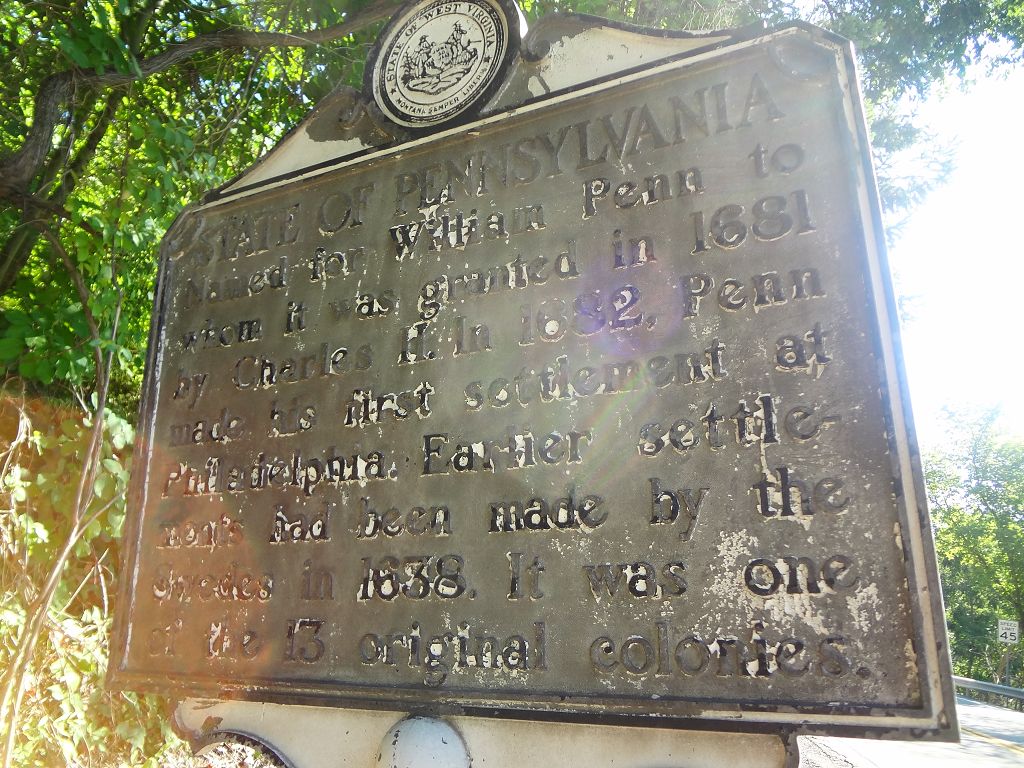 STATE OF WEST VIRGINIA
MONTANI SEMPER LIBERI
STATE OF PENNSYLVANIA
Named for William Penn to
whom it was granted in 1681
by Charles II. In 1682, Penn
made his first settlement at
Philadelphia. Earlier settle-
ments had been made by the
Swedes in 1638. It was one
of the 13 original colonies.
SPEED
LIMIT
45